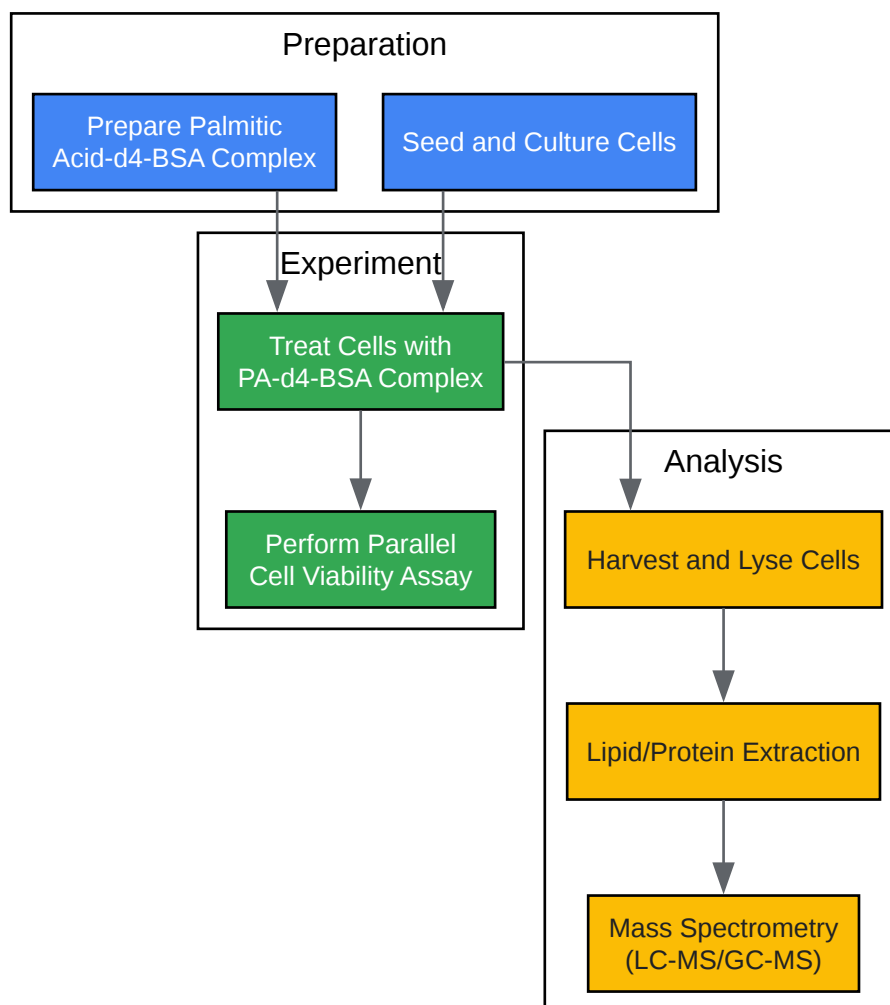 Preparation
Prepare Palmitic
Acid-d4-BSA Complex
Seed and Culture Cells
Experiment
Treat Cells with
PA-d4-BSA Complex
Perform Parallel
Cell Viability Assay
Analysis
Harvest and Lyse Cells
Lipid/Protein Extraction
Mass Spectrometry
(LC-MS/GC-MS)